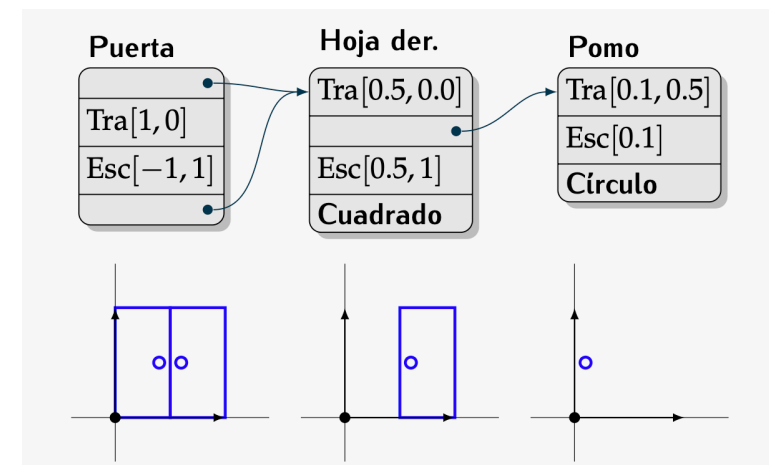 Puerta
Tra[1, 0]
Esc[−1, 1]
Hoja der.
Tra[0.5, 0.0]
Esc[0.5, 1]
Cuadrado
Pomo
Tra[0.1, 0.5]
Esc[0.1]
Círculo